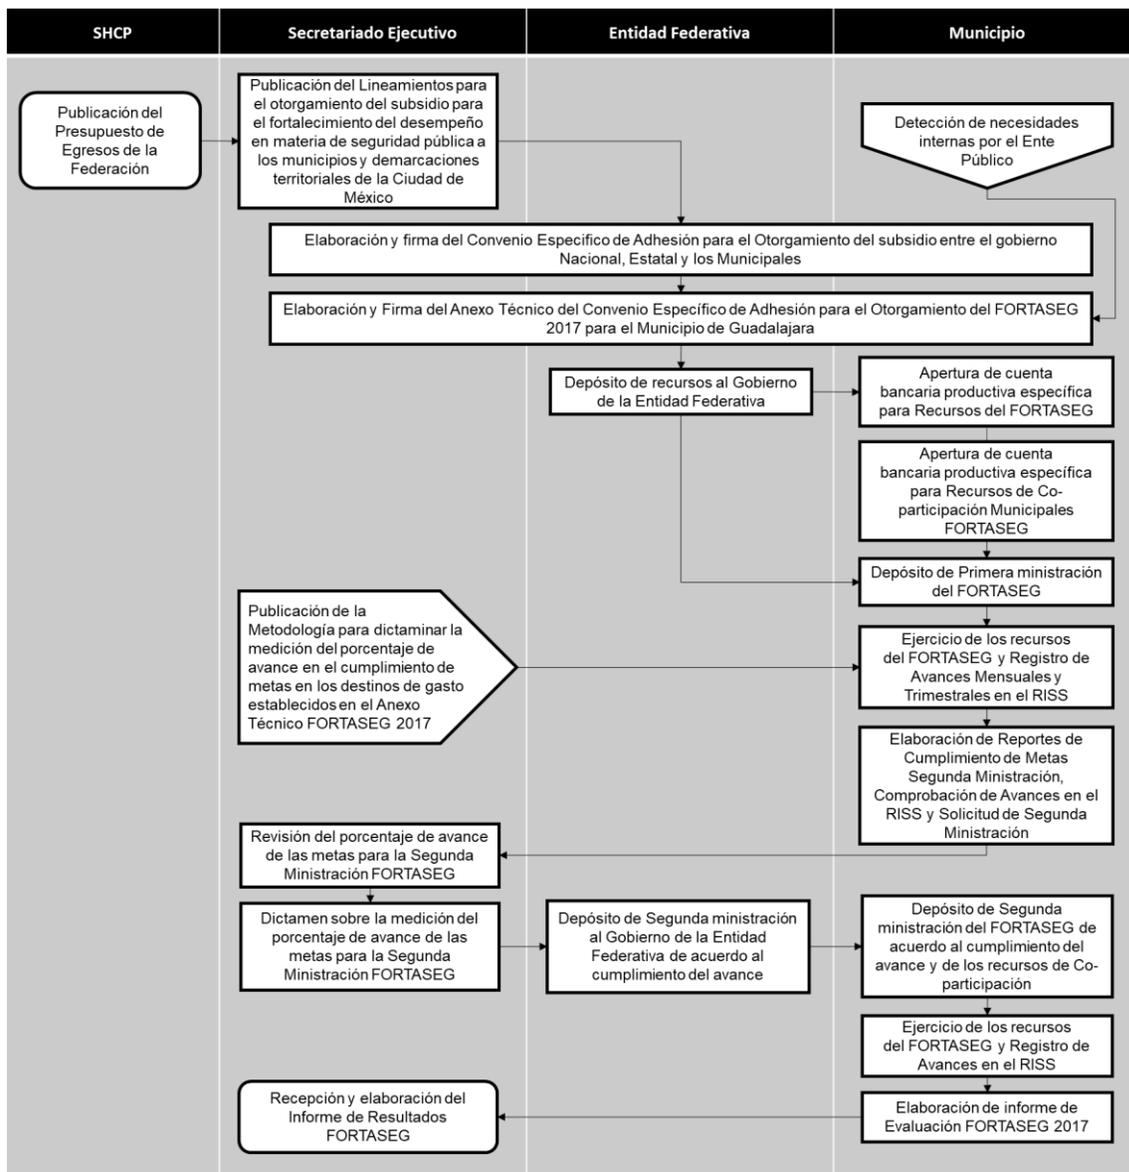 SHCP
Secretariado Ejecutivo
Entidad Federativa
Municipio
Publicación del
Presupuesto de
Egresos de la
Federación
Publicación del Lineamientos para
el otorgamiento del subsidio para
el fortalecimiento del desempeño
en materia de seguridad pública a
los municipios y demarcaciones
territoriales de la Ciudad de
México
Detección de necesidades
internas por el Ente
Público
Elaboración y firma del Convenio Especifico de Adhesión para el Otorgamiento del subsidio entre el gobierno
Nacional, Estatal y los Municipales
Elaboración y Firma del Anexo Técnico del Convenio Específico de Adhesión para el Otorgamiento del FORTASEG
2017 para el Municipio de Guadalajara
Depósito de recursos al Gobierno
de la Entidad Federativa
Apertura de cuenta
bancaria productiva específica
para Recursos del FORTASEG
Apertura de cuenta
bancaria productiva específica
para Recursos de Co-
participación Municipales
FORTASEG
Depósito de Primera ministración
del FORTASEG
Publicación de la
Metodología para dictaminar la
medición del porcentaje de
avance en el cumplimiento de
metas en los destinos de gasto
establecidos en el Anexo
Técnico FORTASEG 2017
Ejercicio de los recursos
del FORTASEG y Registro de
Avances Mensuales y
Trimestrales en el RISS
Elaboración de Reportes de
Cumplimiento de Metas
Segunda Ministración,
Comprobación de Avances en el
RISS y Solicitud de Segunda
Ministración
Revisión del porcentaje de avance
de las metas para la Segunda
Ministración FORTASEG
Dictamen sobre la medición del
porcentaje de avance de las
metas para la Segunda
Ministración FORTASEG
Depósito de Segunda ministración
al Gobierno de la Entidad
Federativa de acuerdo al
cumplimiento del avance
Depósito de Segunda
ministración del FORTASEG de
acuerdo al cumplimiento del
avance y de los recursos de Co-
participación
Ejercicio de los recursos
del FORTASEG y Registro de
Avances en el RISS
Recepción y elaboración del
Informe de Resultados
FORTASEG
Elaboración de informe de
Evaluación FORTASEG 2017